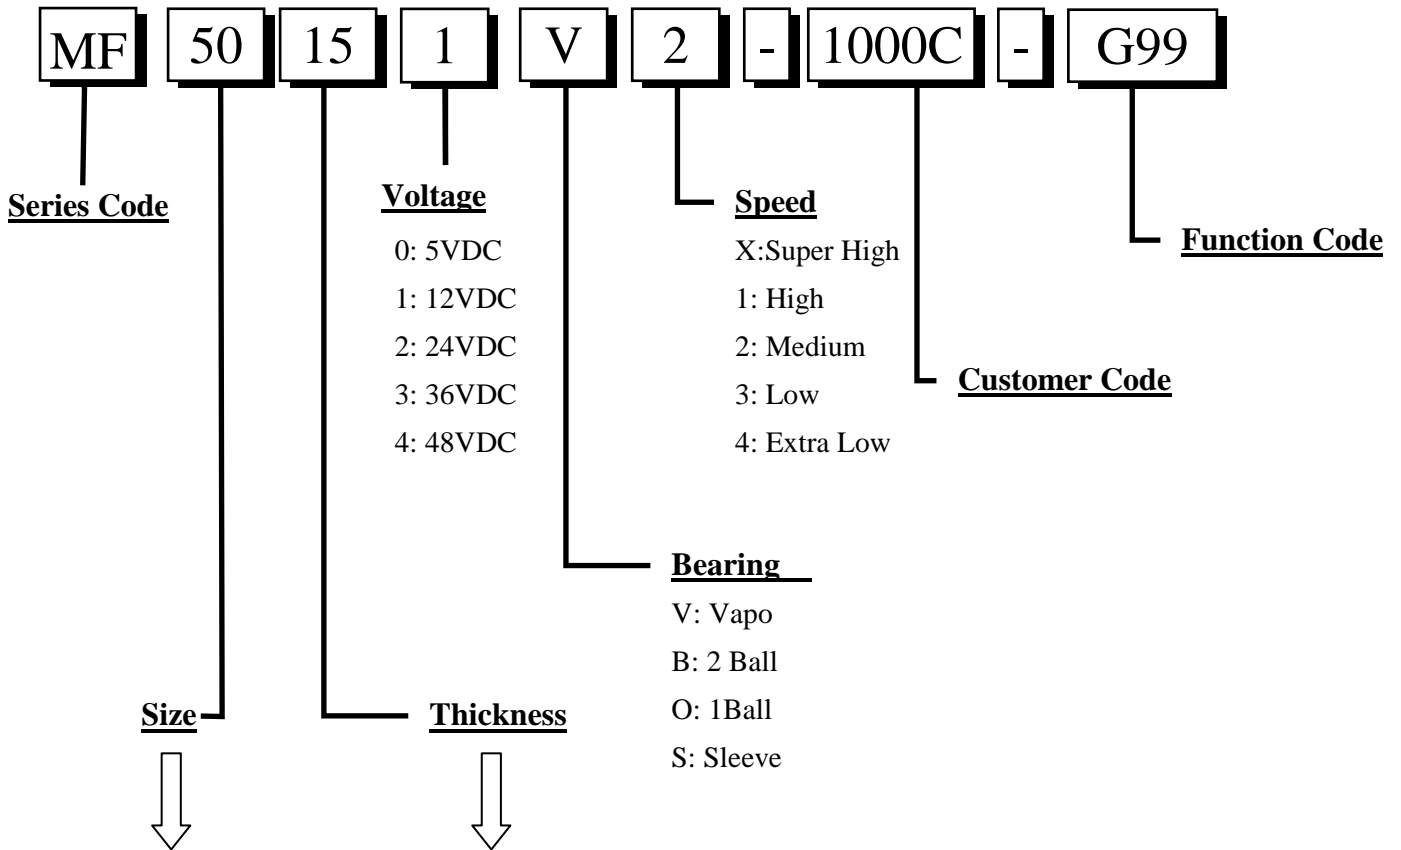 MF 50 15 1 V 2 - 1000C - G99
Series Code
Voltage
0: 5VDC
1: 12VDC
2: 24VDC
3: 36VDC
4: 48VDC
Speed
X:Super High
1: High
2: Medium
3: Low
4: Extra Low
Function Code
Customer Code
Bearing
V: Vapo
B: 2 Ball
O: 1Ball
S: Sleeve
Size
Thickness